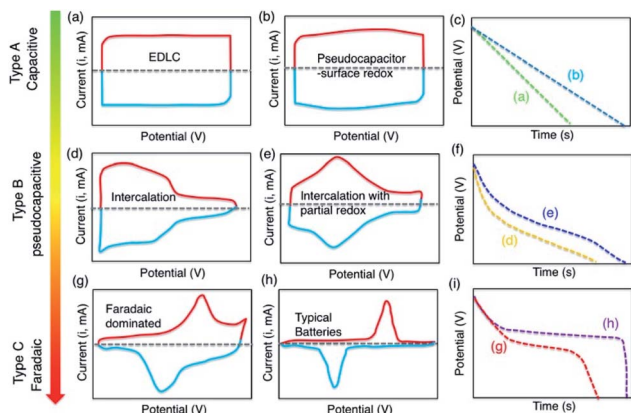 Type A
Capacitive
Type B
pseudocapacitive
Type C
Faradaic
(a)
Current (i, mA)
EDLC
Potential (V)
(b)
Current (i, mA)
Pseudocapacitor
-surface redox
Potential (V)
(c)
Potential (V)
(b)
(a)
Time (s)
(d)
Current (i, mA)
Intercalation
Potential (V)
(e)
Current (i, mA)
Intercalation with
partial redox
Potential (V)
(f)
Potential (V)
(e)
(d)
Time (s)
(g)
Current (i, mA)
Faradaic
dominated
Potential (V)
(h)
Current (i, mA)
Typical
Batteries
Potential (V)
(i)
Potential (V)
(h)
(g)
Time (s)